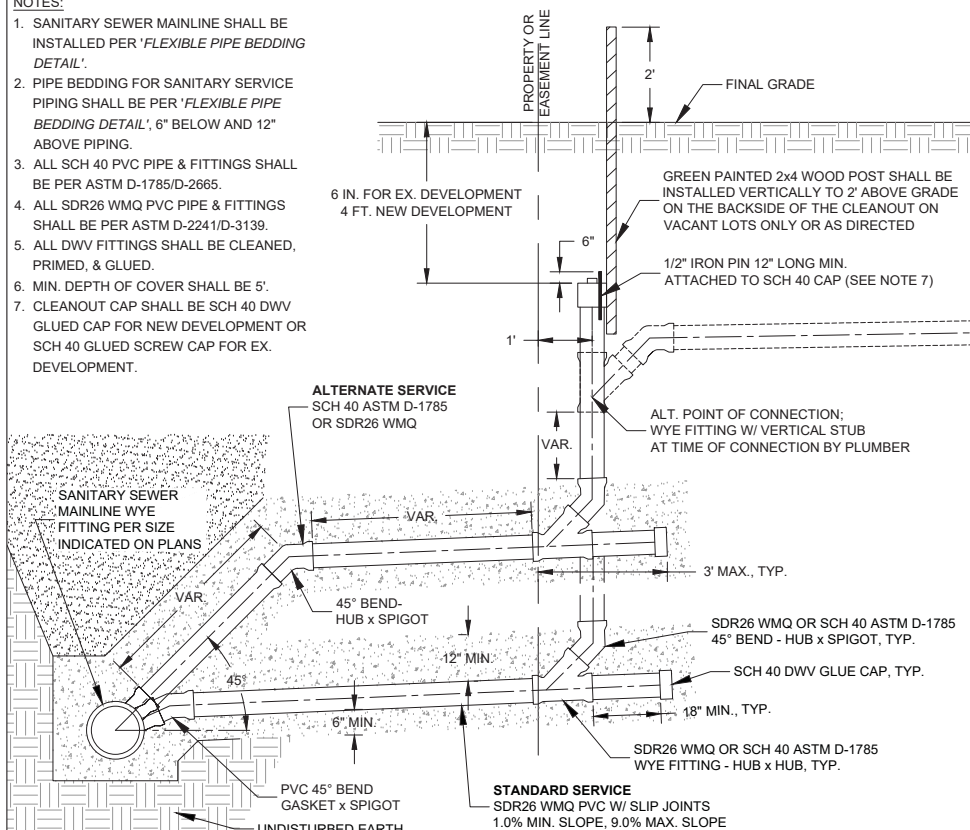 NOTES:
1. SANITARY SEWER MAINLINE SHALL BE
INSTALLED PER 'FLEXIBLE PIPE BEDDING
DETAIL'.
2. PIPE BEDDING FOR SANITARY SERVICE
PIPING SHALL BE PER 'FLEXIBLE PIPE
BEDDING DETAIL', 6" BELOW AND 12"
ABOVE PIPING.
3. ALL SCH 40 PVC PIPE & FITTINGS SHALL
BE PER ASTM D-1785/D-2665.
4. ALL SDR26 WMQ PVC PIPE & FITTINGS
SHALL BE PER ASTM D-2241/D-3139.
5. ALL DWV FITTINGS SHALL BE CLEANED,
PRIMED, & GLUED.
6. MIN. DEPTH OF COVER SHALL BE 5'.
7. CLEANOUT CAP SHALL BE SCH 40 DWV
GLUED CAP FOR NEW DEVELOPMENT OR
SCH 40 GLUED SCREW CAP FOR EX.
DEVELOPMENT.
PROPERTY OR
EASEMENT LINE
2'
FINAL GRADE
6 IN. FOR EX. DEVELOPMENT
4 FT. NEW DEVELOPMENT
GREEN PAINTED 2x4 WOOD POST SHALL BE
INSTALLED VERTICALLY TO 2' ABOVE GRADE
ON THE BACKSIDE OF THE CLEANOUT ON
VACANT LOTS ONLY OR AS DIRECTED
6"
1/2" IRON PIN 12" LONG MIN.
ATTACHED TO SCH 40 CAP (SEE NOTE 7)
1'
ALTERNATE SERVICE
SCH 40 ASTM D-1785
OR SDR26 WMQ
ALT. POINT OF CONNECTION;
WYE FITTING W/ VERTICAL STUB
AT TIME OF CONNECTION BY PLUMBER
VAR.
SANITARY SEWER
MAINLINE WYE
FITTING PER SIZE
INDICATED ON PLANS
VAR.
VAR.
3' MAX., TYP.
45° BEND-
HUB x SPIGOT
SDR26 WMQ OR SCH 40 ASTM D-1785
45° BEND - HUB x SPIGOT, TYP.
12" MIN.
SCH 40 DWV GLUE CAP, TYP.
45°
18" MIN., TYP.
6" MIN.
SDR26 WMQ OR SCH 40 ASTM D-1785
WYE FITTING - HUB x HUB, TYP.
PVC 45° BEND
GASKET x SPIGOT
STANDARD SERVICE
SDR26 WMQ PVC W/ SLIP JOINTS
1.0% MIN. SLOPE, 9.0% MAX. SLOPE
UNDISTURBED EARTH